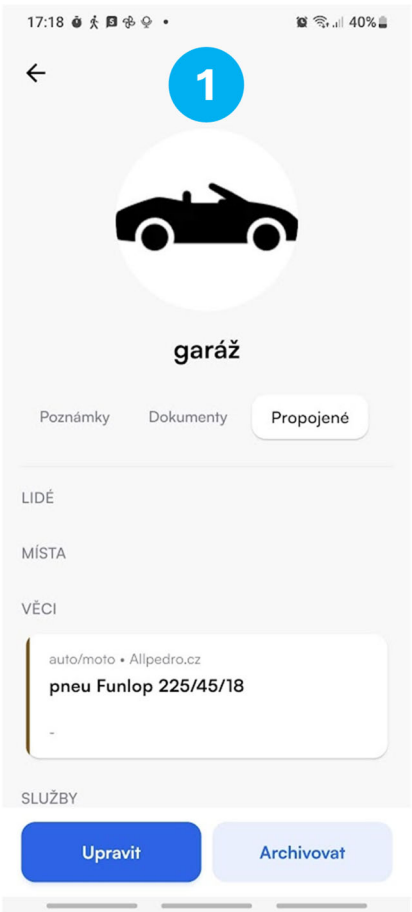 17:18 40%
1
garáž
Poznámky Dokumenty Propojené
LIDÉ
MÍSTA
VĚCI
auto/moto • Allpedro.cz
pneu Funlop 225/45/18
-
SLUŽBY
Upravit Archivovat